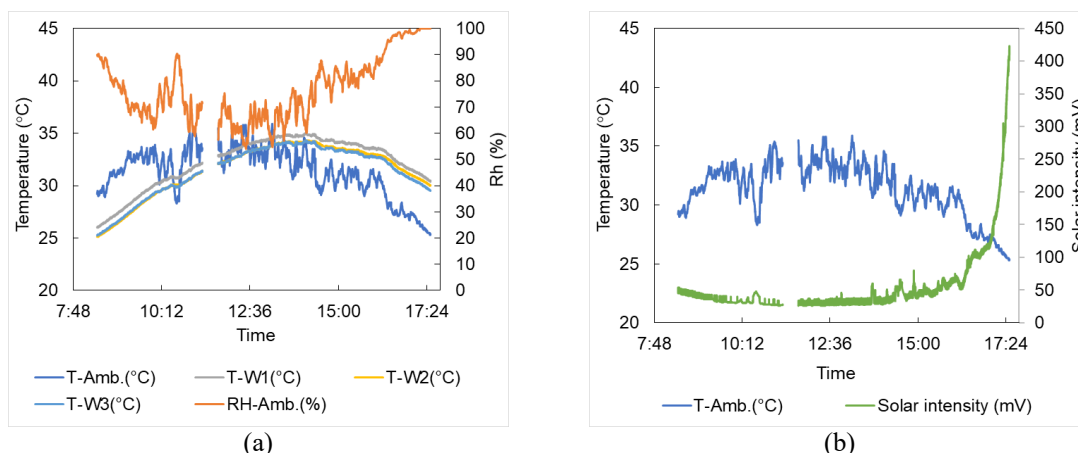 45
40
35
30
25
20
Temperature (°C)
100
90
80
70
60
50
40
30
20
10
0
Rh (%)
7:48 10:12 12:36 15:00 17:24
Time
T-Amb.(°C) T-W1(°C) T-W2(°C)
T-W3(°C) RH-Amb.(%)
(a)
45
40
35
30
25
20
Temperature (°C)
450
400
350
300
250
200
150
100
50
0
Solar intensity (mV)
7:48 10:12 12:36 15:00 17:24
Time
T-Amb.(°C) Solar intensity (mV)
(b)